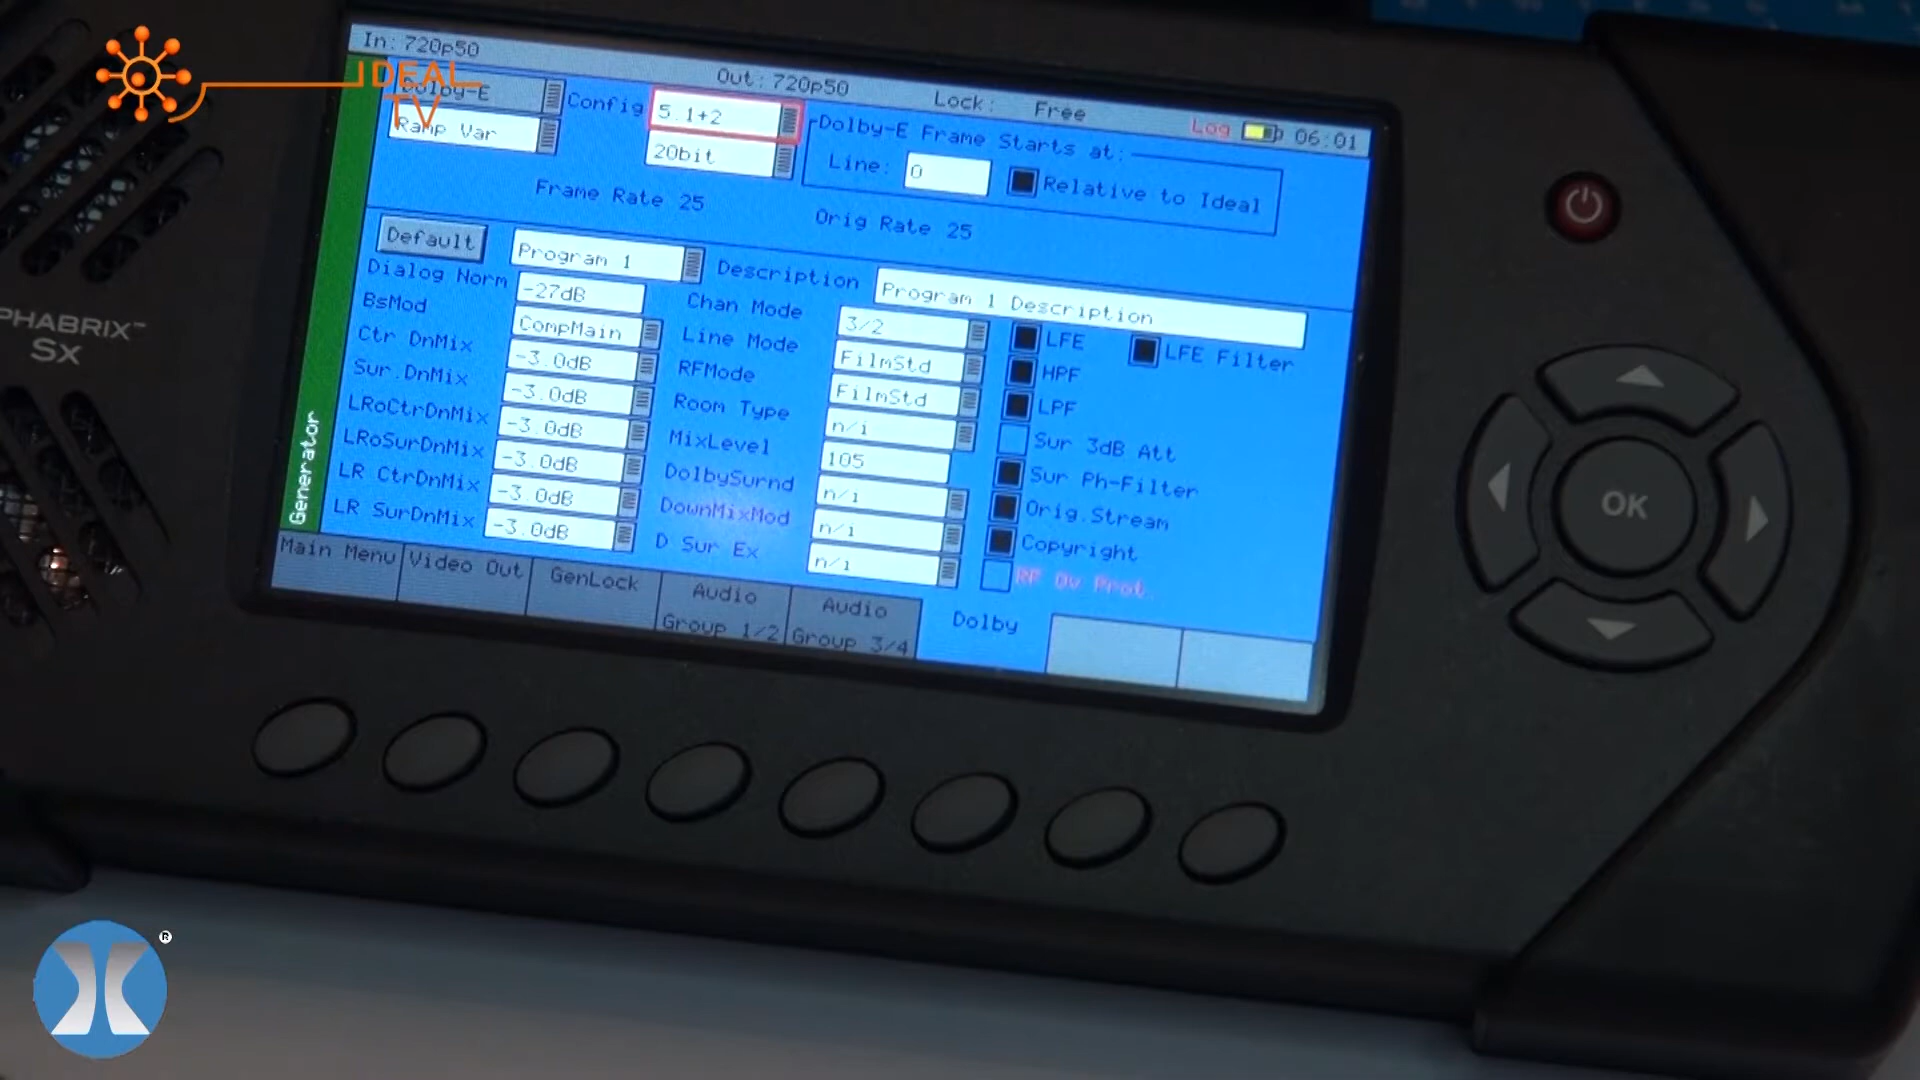 IDEAL
TV
In: 720p50
Out: 720p50
Lock: Free
Log
06:01
Dolby-E
Config
5.1+2
Ramp Var
20bit
Dolby-E Frame Starts at:
Line: 0
Relative to Ideal
Frame Rate 25
Orig Rate 25
Default
Program 1
Description
Program 1 Description
Dialog Norm -27dB
Chan Mode 3/2
LFE
LFE Filter
BsMod CompMain
Line Mode FilmStd
HPF
Ctr DnMix -3.0dB
RFMode FilmStd
LPF
Sur.DnMix -3.0dB
Room Type n/i
Sur 3dB Att
LRoCtrDnMix -3.0dB
MixLevel 105
Sur Ph-Filter
LRoSurDnMix -3.0dB
DolbySurnd n/i
Orig.Stream
LR CtrDnMix -3.0dB
DownMixMod n/i
Copyright
LR SurDnMix -3.0dB
D Sur Ex n/i
RF Ov Prot.
Generator
Main Menu
Video Out
GenLock
Audio
Group 1/2
Audio
Group 3/4
Dolby
PHABRIX™
SX
OK
®